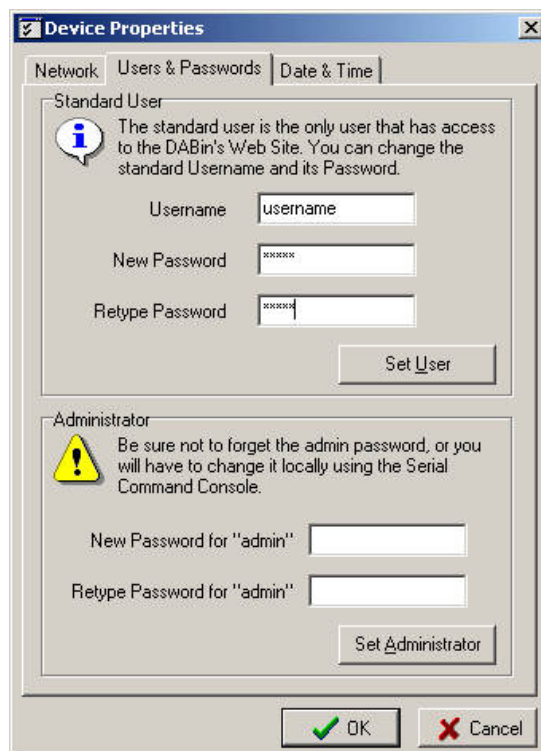 Device Properties
Network
Users & Passwords
Date & Time
Standard User
The standard user is the only user that has access
to the DABin's Web Site. You can change the
standard Username and its Password.
Username
username
New Password
*****
Retype Password
*****
Set User
Administrator
Be sure not to forget the admin password, or you
will have to change it locally using the Serial
Command Console.
New Password for "admin"
Retype Password for "admin"
Set Administrator
OK
Cancel